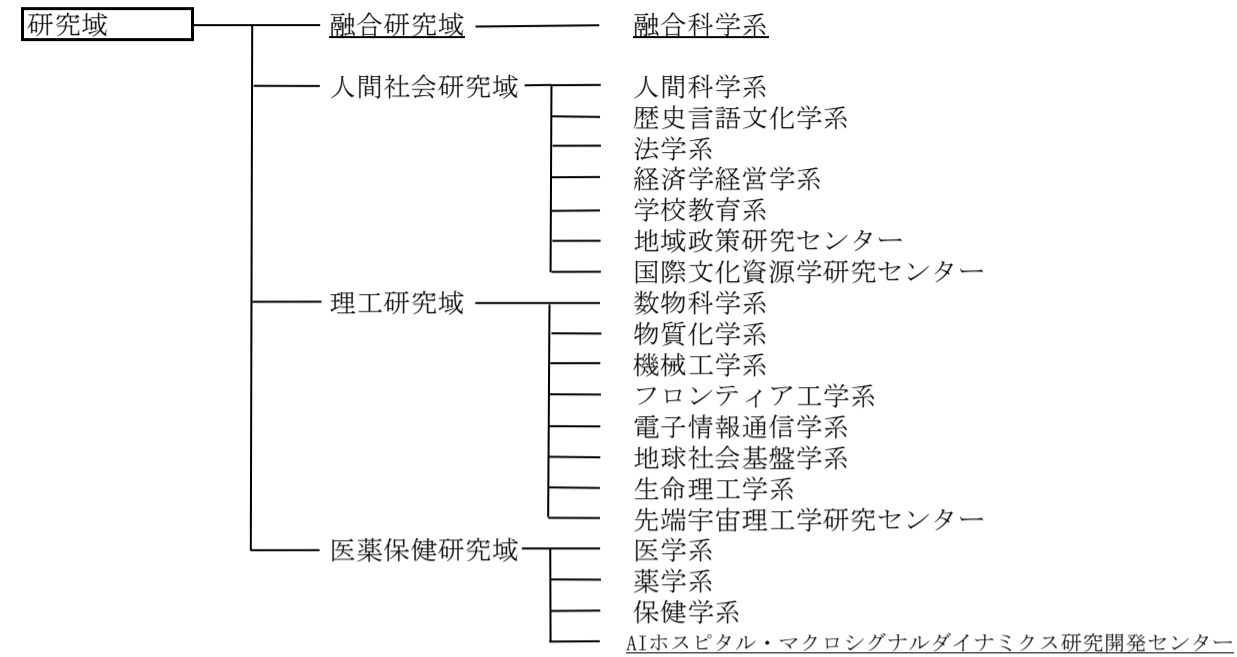 研究域 融合研究域 融合科学系
人間社会研究域 人間科学系
歴史言語文化学系
法学系
経済学経営学系
学校教育系
地域政策研究センター
国際文化資源学研究センター
理工研究域 数物科学系
物質化学系
機械工学系
フロンティア工学系
電子情報通信学系
地球社会基盤学系
生命理工学系
先端宇宙理工学研究センター
医薬保健研究域 医学系
薬学系
保健学系
AIホスピタル・マクロシグナルダイナミクス研究開発センター